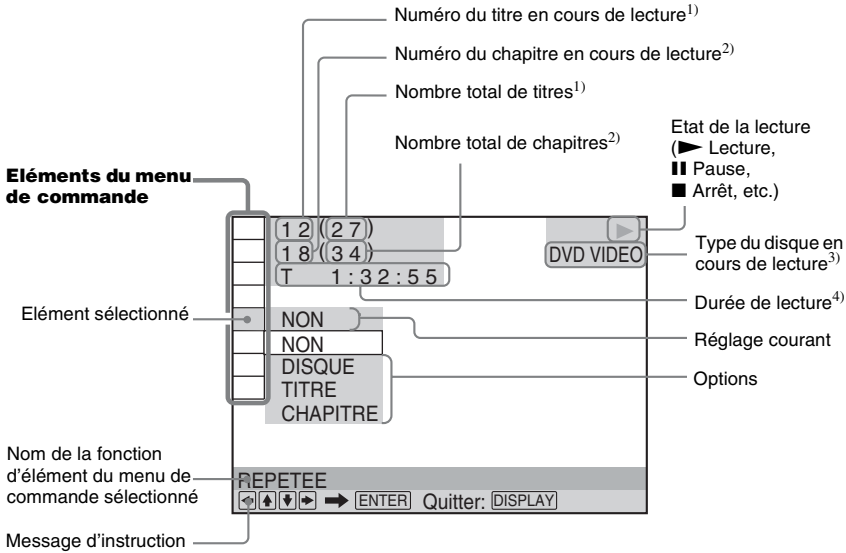 Numéro du titre en cours de lecture1)
Numéro du chapitre en cours de lecture2)
Nombre total de titres1)
Nombre total de chapitres2)
Etat de la lecture
(► Lecture,
❚❚ Pause,
■ Arrêt, etc.)
Eléments du menu
de commande
12(27)
18(34)
T 1:32:55
►
DVD VIDEO
Type du disque en
cours de lecture3)
Durée de lecture4)
Elément sélectionné
NON
Réglage courant
NON
DISQUE
TITRE
CHAPITRE
Options
Nom de la fonction
d'élément du menu de
commande sélectionné
REPETEE
←↑↓→ ➡ ENTER Quitter: DISPLAY
Message d'instruction